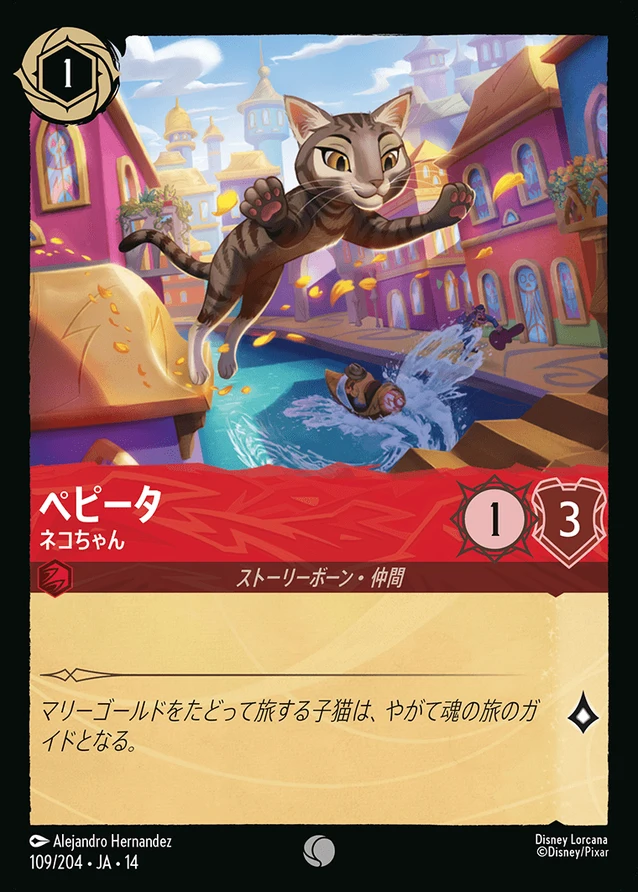 1
ペピータ
ネコちゃん
1
3
ストーリーボーン・仲間
マリーゴールドをたどって旅する子猫は、やがて魂の旅のガ
イドとなる。
Alejandro Hernandez
109/204 • JA • 14
Disney Lorcana
©Disney/Pixar